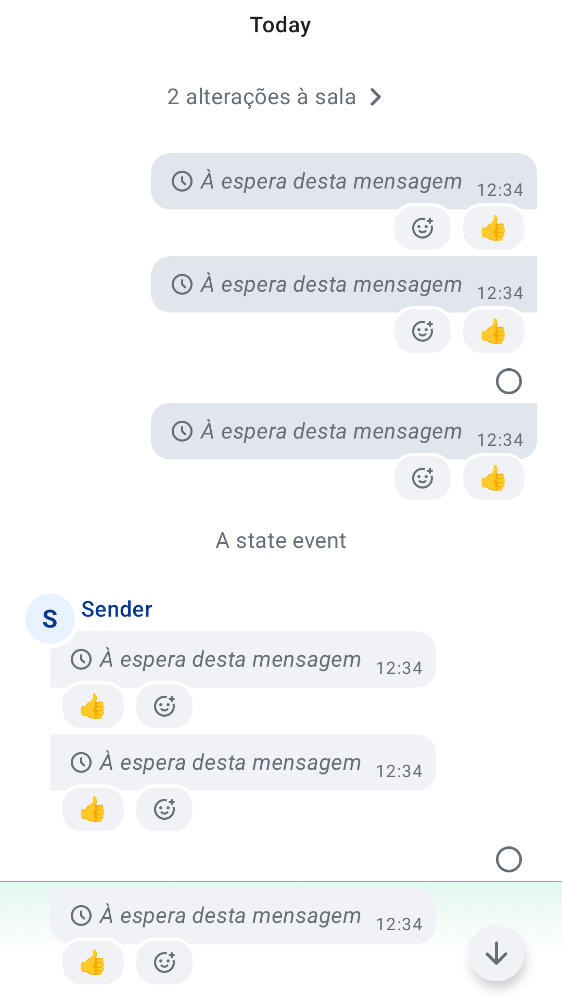 Today
2 alterações à sala
À espera desta mensagem 12:34
À espera desta mensagem 12:34
À espera desta mensagem 12:34
A state event
S Sender
À espera desta mensagem 12:34
À espera desta mensagem 12:34
À espera desta mensagem 12:34